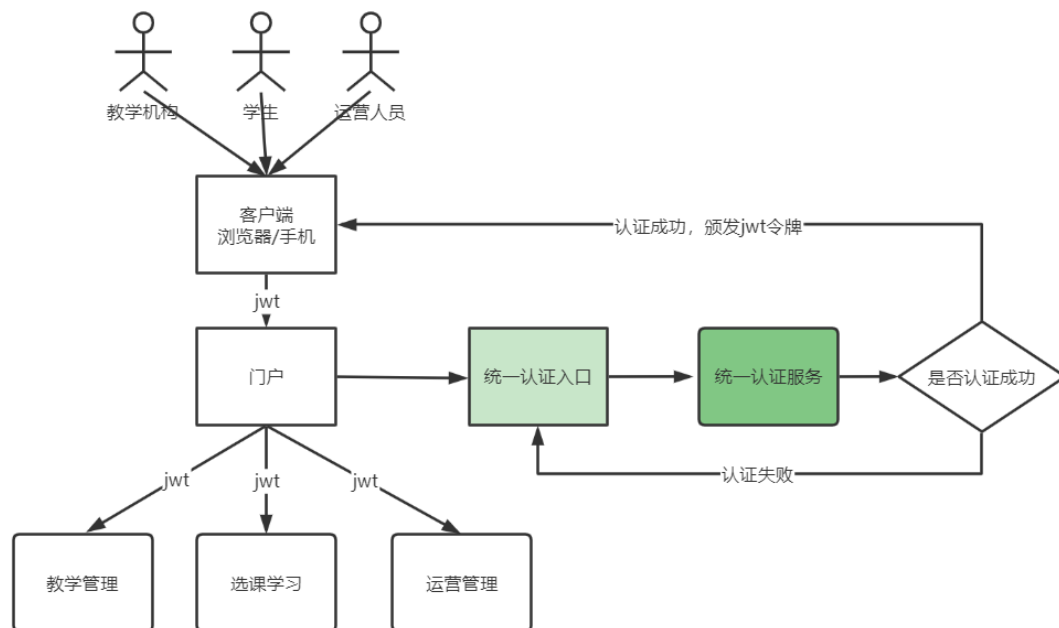 教学机构
学生
运营人员
客户端
浏览器/手机
认证成功，颁发jwt令牌
jwt
门户
统一认证入口
统一认证服务
是否认证成功
认证失败
jwt
jwt
jwt
教学管理
选课学习
运营管理